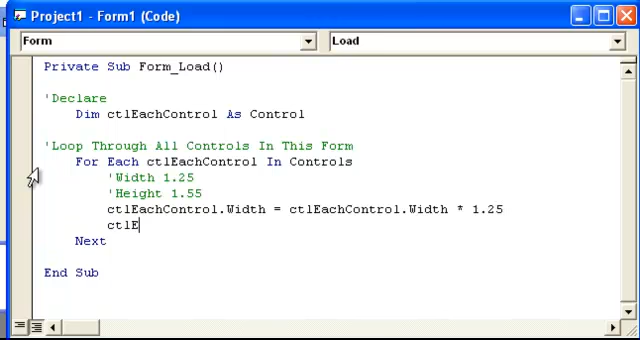 Project1 - Form1 (Code)
Form Load
Private Sub Form_Load()
'Declare
Dim ctlEachControl As Control
'Loop Through All Controls In This Form
For Each ctlEachControl In Controls
'Width 1.25
'Height 1.55
ctlEachControl.Width = ctlEachControl.Width * 1.25
ctlE
Next
End Sub